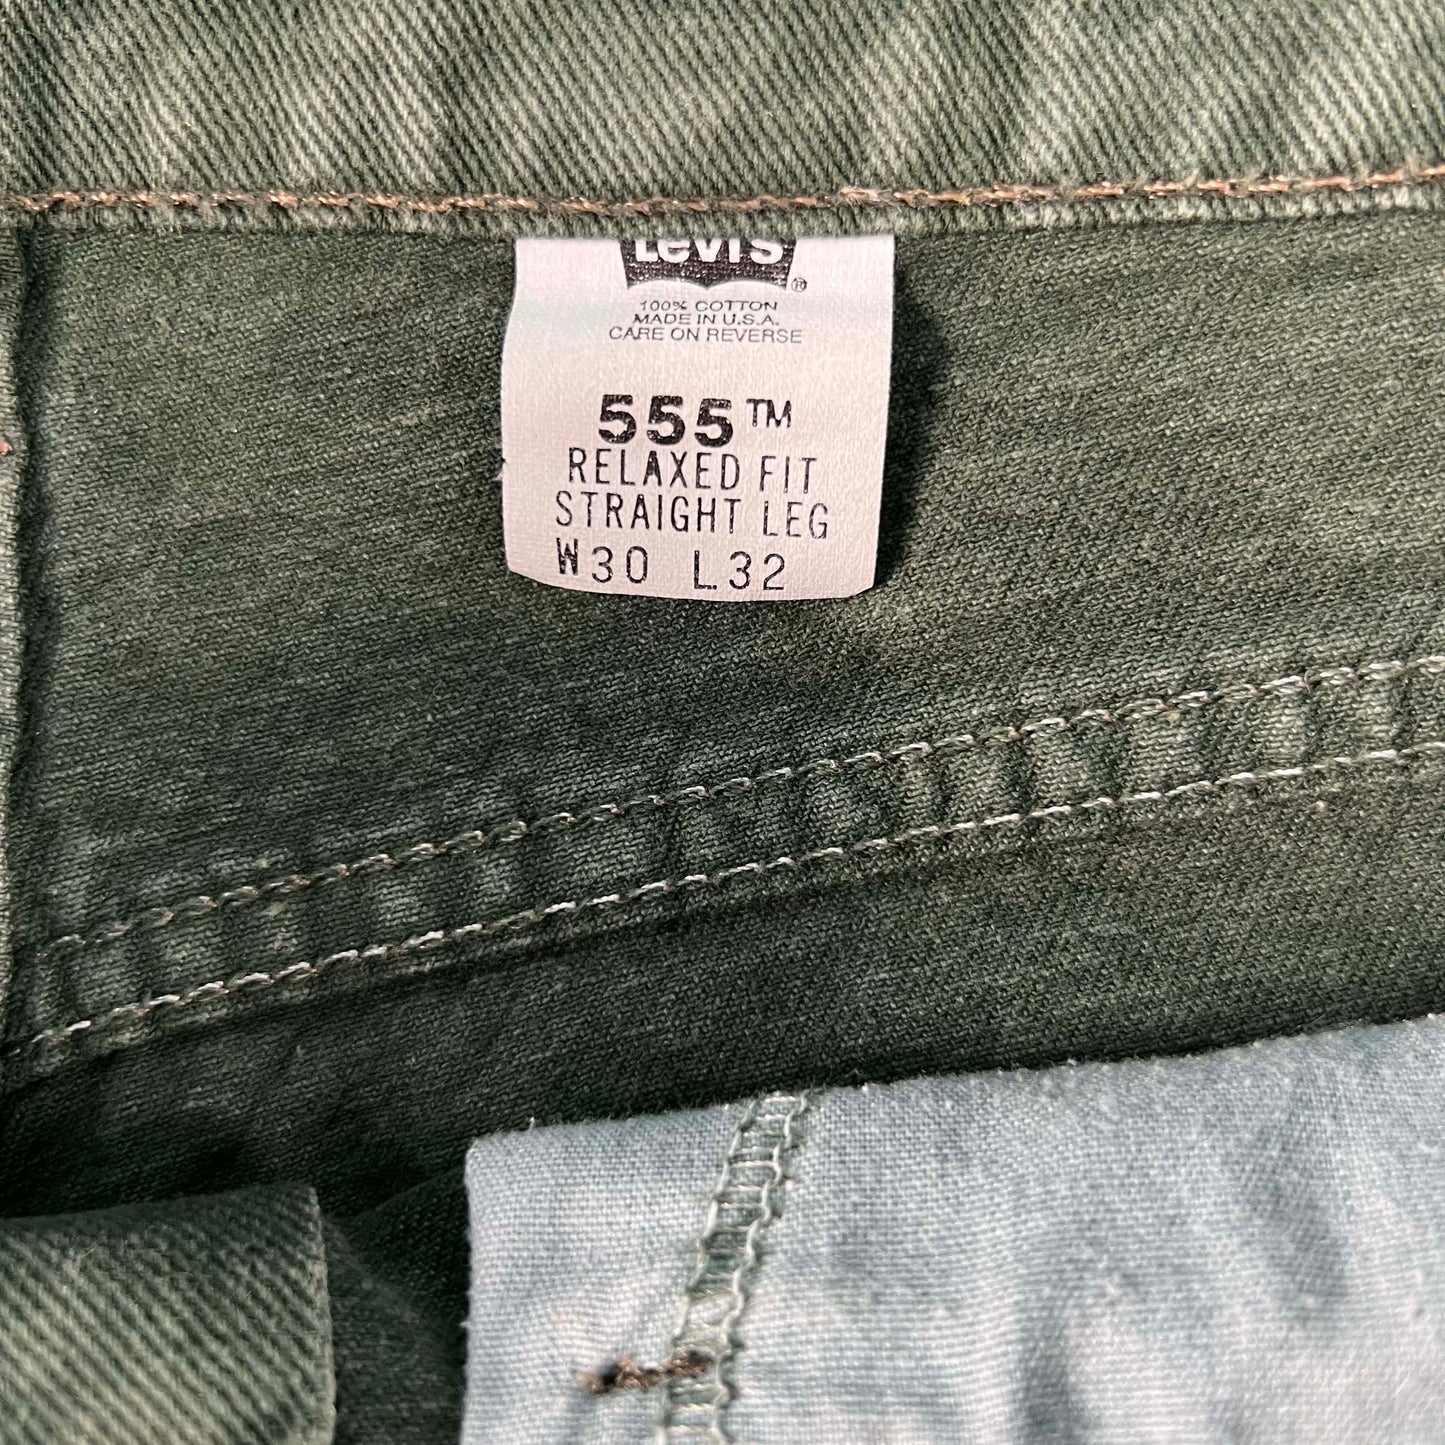 Levi's ®
100% COTTON
MADE IN U.S.A.
CARE ON REVERSE
555™
RELAXED FIT
STRAIGHT LEG
W30 L32